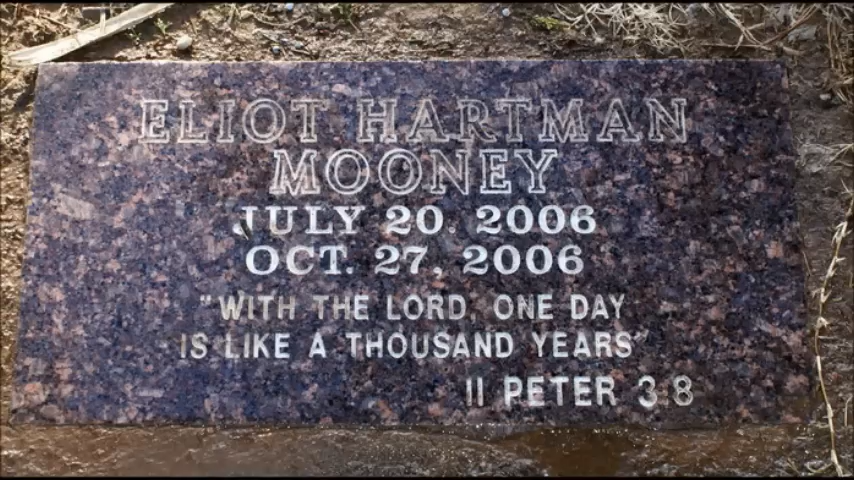 ELIOT HARTMAN
MOONEY
JULY 20. 2006
OCT. 27, 2006
"WITH THE LORD, ONE DAY
IS LIKE A THOUSAND YEARS"
II PETER 3:8